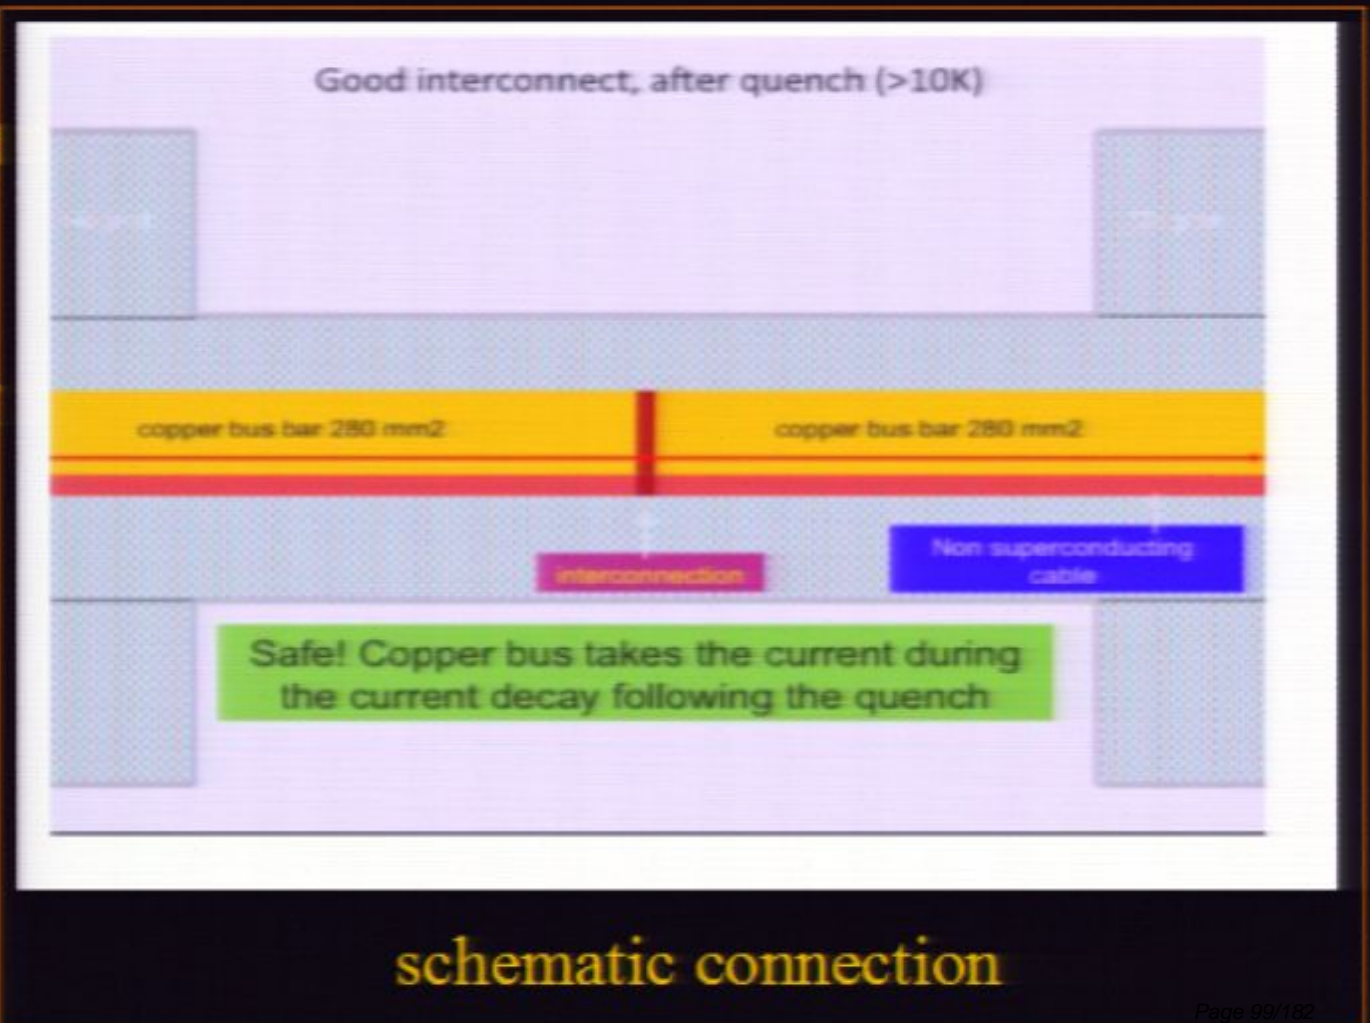 Good interconnect, after quench (>10K)
copper bus bar 280 mm2
copper bus bar 280 mm2
interconnection
Non superconducting
cable
Safe! Copper bus takes the current during
the current decay following the quench
schematic connection
Page 99/182